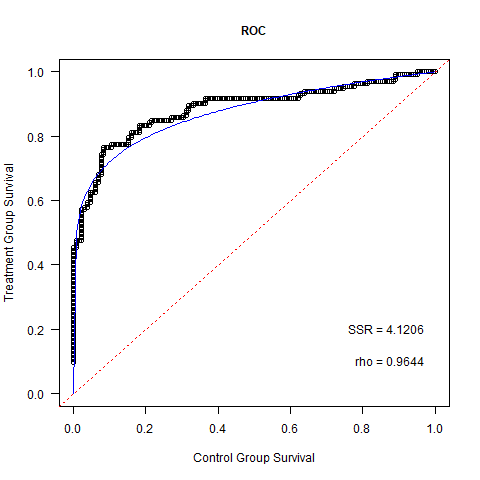 ROC
Treatment Group Survival
1.0
0.8
0.6
0.4
0.2
0.0
SSR = 4.1206
rho = 0.9644
0.0 0.2 0.4 0.6 0.8 1.0
Control Group Survival